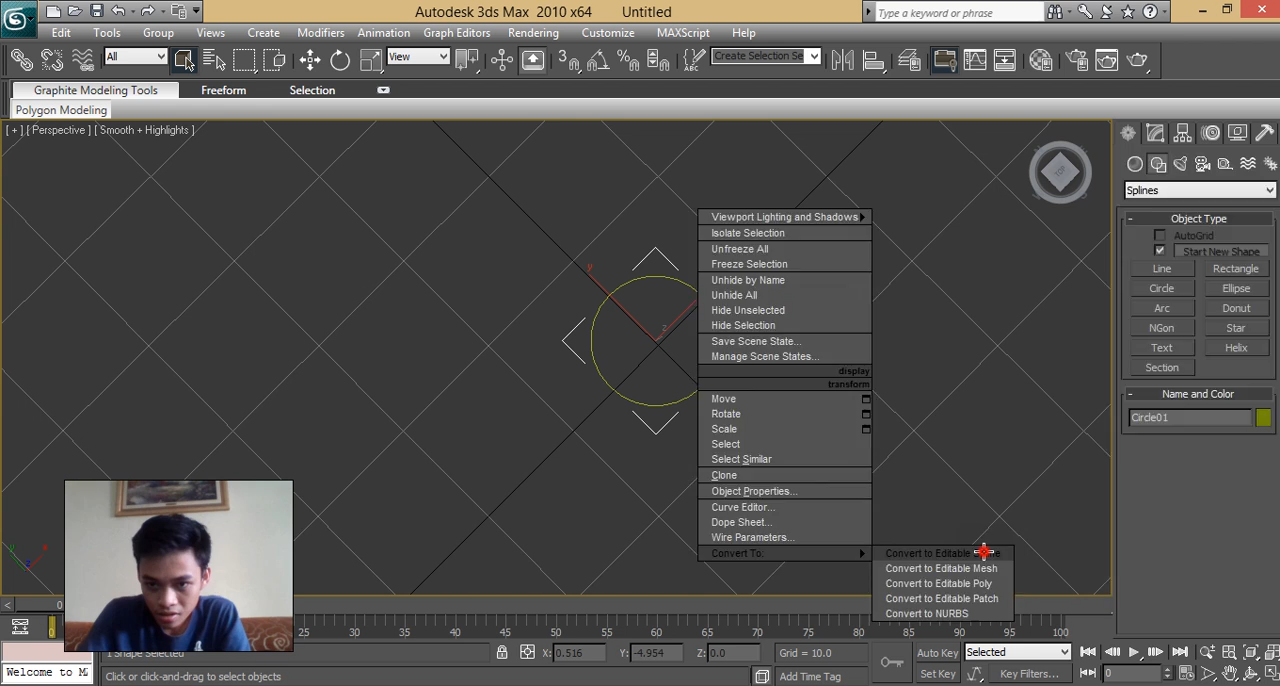 Autodesk 3ds Max 2010 x64 Untitled
Type a keyword or phrase
Edit Tools Group Views Create Modifiers Animation Graph Editors Rendering Customize MAXScript Help
All
View
Create Selection Se
Graphite Modeling Tools Freeform Selection
Polygon Modeling
[ + ] [ Perspective ] [ Smooth + Highlights ]
TOP
Splines
Object Type
AutoGrid
Start New Shape
Line Rectangle
Circle Ellipse
Arc Donut
NGon Star
Text Helix
Section
Name and Color
Circle01
Viewport Lighting and Shadows
Isolate Selection
Unfreeze All
Freeze Selection
Unhide by Name
Unhide All
Hide Unselected
Hide Selection
Save Scene State...
Manage Scene States...
display
transform
Move
Rotate
Scale
Select
Select Similar
Clone
Object Properties...
Curve Editor...
Dope Sheet...
Wire Parameters...
Convert To:
Convert to Editable
Convert to Editable Mesh
Convert to Editable Poly
Convert to Editable Patch
Convert to NURBS
y
z
x
y
< 0
0 25 30 35 40 45 50 55 60 65 70 75 80 85 90 95 100
1 Shape Selected
X: 0.516 Y: -4.954 Z: 0.0 Grid = 10.0
Auto Key Selected
Welcome to M
Click or click-and-drag to select objects
Add Time Tag
Set Key Key Filters...
0